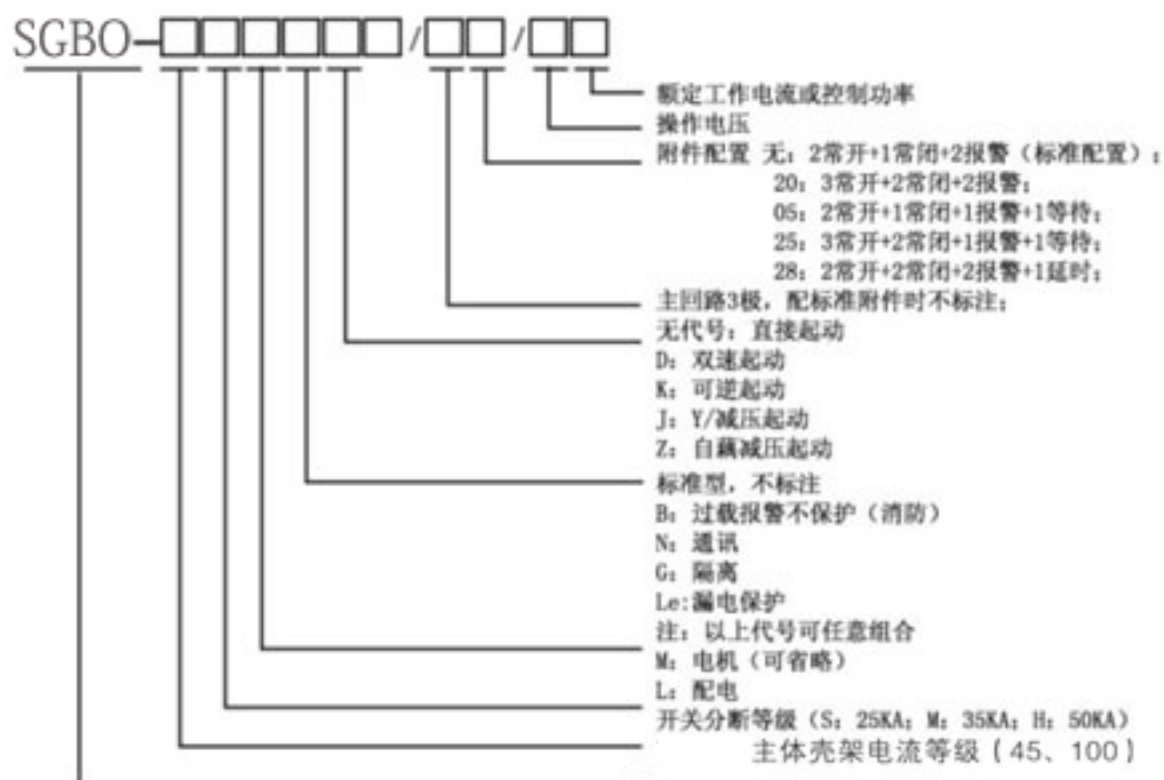 SGBO-□□□□□□/□□/□□
额定工作电流或控制功率
操作电压
附件配置 无：2常开+1常闭+2报警（标准配置）；
20：3常开+2常闭+2报警；
05：2常开+1常闭+1报警+1等待；
25：3常开+2常闭+1报警+1等待；
28：2常开+2常闭+2报警+1延时；
主回路3极，配标准附件时不标注；
无代号：直接起动
D：双速起动
K：可逆起动
J：Y/减压起动
Z：自藕减压起动
标准型，不标注
B：过载报警不保护（消防）
N：通讯
G：隔离
Le:漏电保护
注：以上代号可任意组合
M：电机（可省略）
L：配电
开关分断等级（S：25KA；M：35KA；H：50KA）
主体壳架电流等级（45、100）